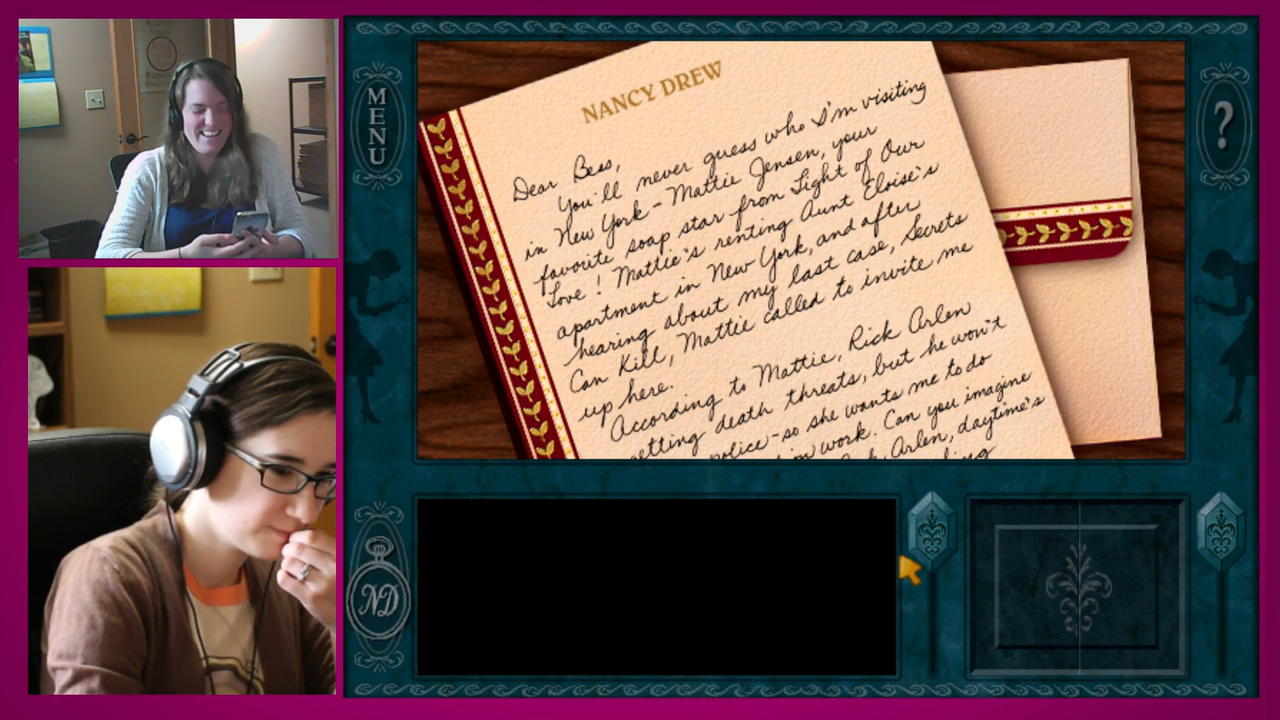 MENU
?
NANCY DREW
Dear Bess,
You'll never guess who I'm visiting
in New York - Mattie Jensen, your
favorite soap star from Light of Our
Love! Mattie's renting Aunt Eloise's
apartment in New York, and after
hearing about my last case, Secrets
Can Kill, Mattie called to invite me
up here.
According to Mattie, Rick Arlen
getting death threats, but he won't
police - so she wants me to do
work. Can you imagine
Arlen, daytime's
ND